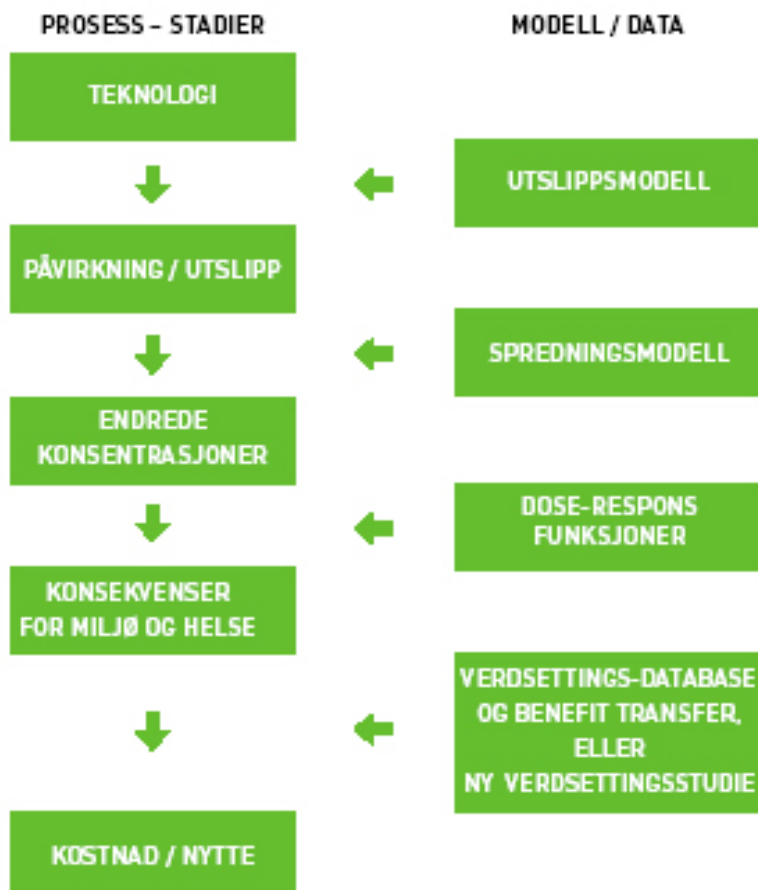 PROSESS – STADIER
MODELL / DATA
TEKNOLOGI
UTSLIPPSMODELL
PÅVIRKNING / UTSLIPP
SPREDNINGSMODELL
ENDREDE
KONSENTRASJONER
DOSE-RESPONS
FUNKSJONER
KONSEKVENSER
FOR MILJØ OG HELSE
VERDSETTINGS-DATABASE
OG BENEFIT TRANSFER,
ELLER
NY VERDSETTINGSSTUDIE
KOSTNAD / NYTTE